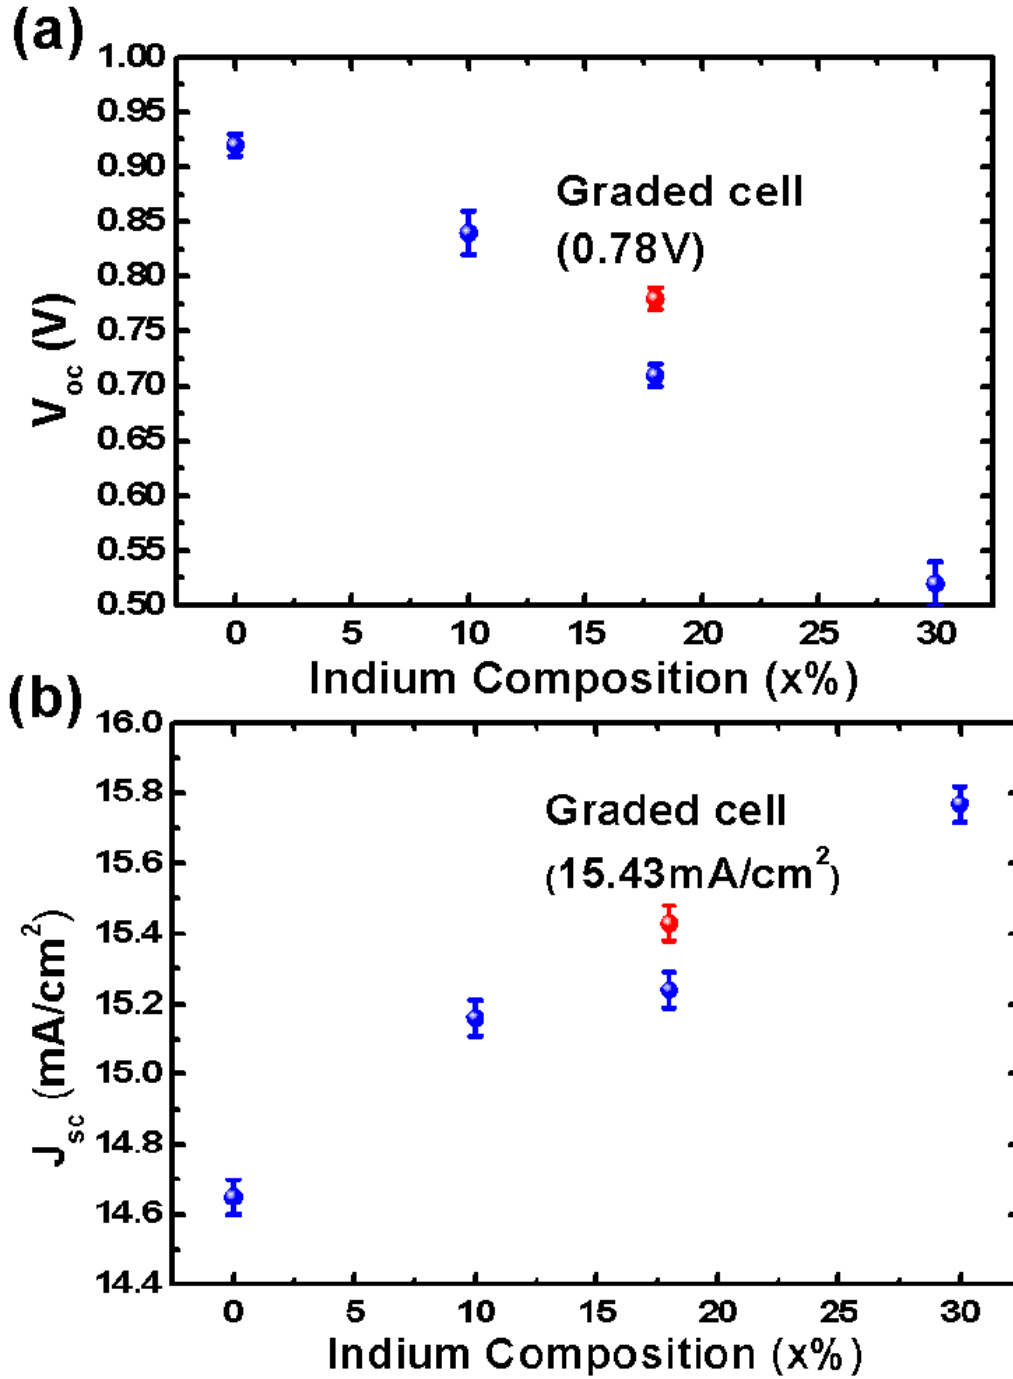 (a)
1.00
0.95
0.90
0.85
0.80
0.75
0.70
0.65
0.60
0.55
0.50
V_oc (V)
Graded cell
(0.78V)
0 5 10 15 20 25 30
Indium Composition (x%)
(b)
16.0
15.8
15.6
15.4
15.2
15.0
14.8
14.6
14.4
J_sc (mA/cm²)
Graded cell
(15.43mA/cm²)
0 5 10 15 20 25 30
Indium Composition (x%)